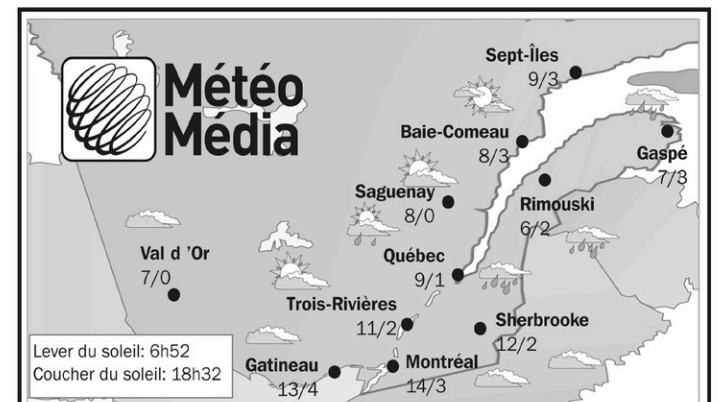 Météo
Média
Sept-Îles
9/3
Baie-Comeau
8/3
Gaspé
7/3
Saguenay
8/0
Rimouski
6/2
Val d 'Or
7/0
Québec
9/1
Trois-Rivières
11/2
Sherbrooke
12/2
Lever du soleil: 6h52
Coucher du soleil: 18h32
Gatineau
13/4
Montréal
14/3